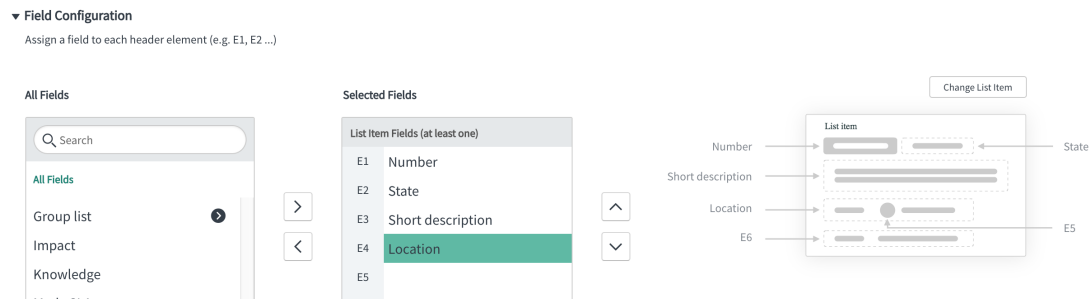 Field Configuration
Assign a field to each header element (e.g. E1, E2 ...)
Change List Item
All Fields
Selected Fields
Search
All Fields
Group list
Impact
Knowledge
List Item Fields (at least one)
E1 Number
E2 State
E3 Short description
E4 Location
E5
List item
Number
State
Short description
Location
E5
E6